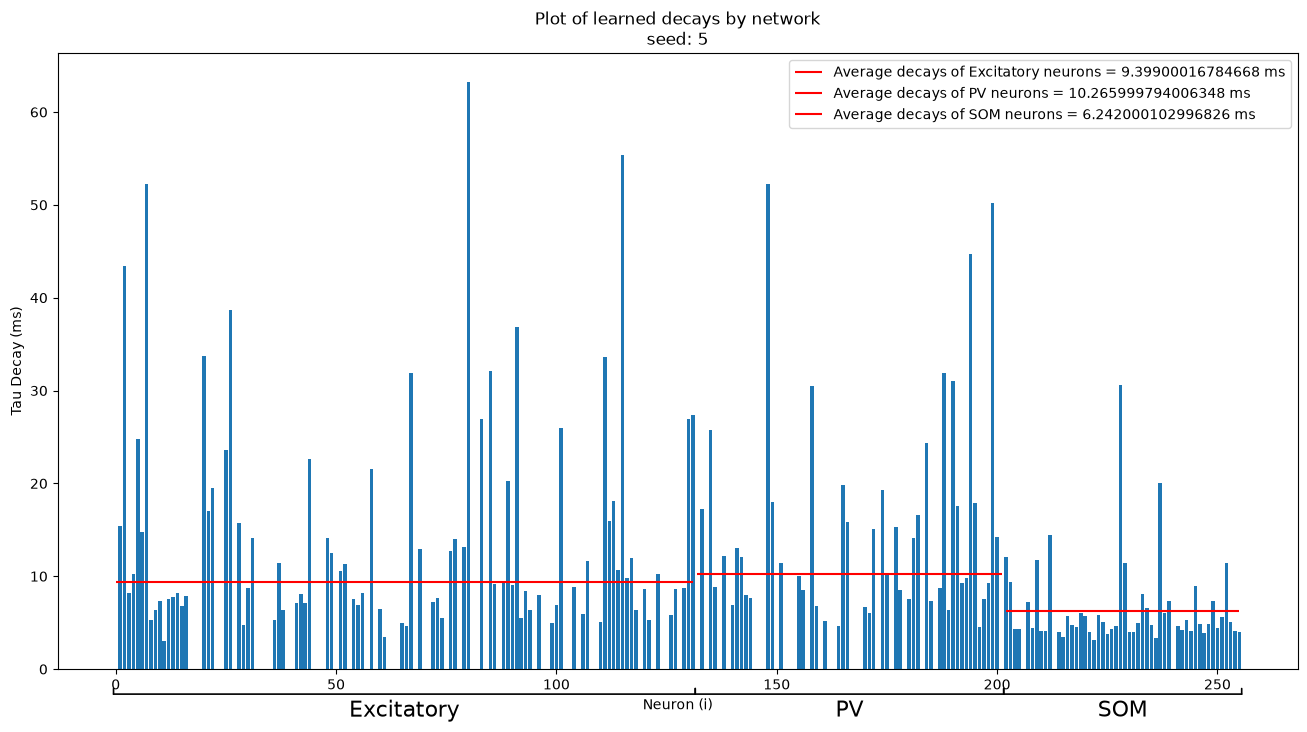 Plot of learned decays by network
seed: 5
Average decays of Excitatory neurons = 9.39900016784668 ms
Average decays of PV neurons = 10.265999794006348 ms
Average decays of SOM neurons = 6.242000102996826 ms
Tau Decay (ms)
60
50
40
30
20
10
0
0 50 100 150 200 250
Neuron (i)
Excitatory PV SOM